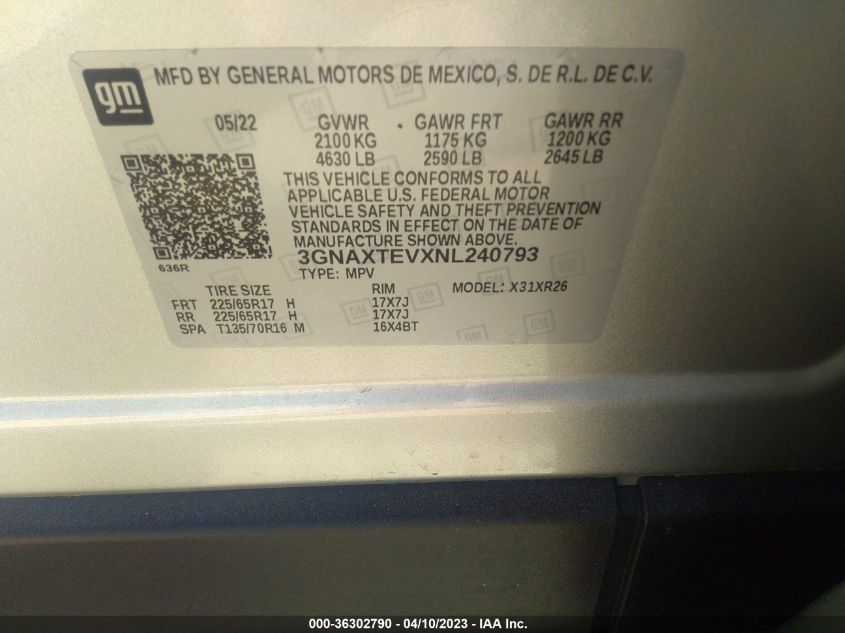 gm
MFD BY GENERAL MOTORS DE MEXICO, S. DE R.L. DE C.V.
05/22 GVWR GAWR FRT GAWR RR
2100 KG 1175 KG 1200 KG
4630 LB 2590 LB 2645 LB
THIS VEHICLE CONFORMS TO ALL
APPLICABLE U.S. FEDERAL MOTOR
VEHICLE SAFETY AND THEFT PREVENTION
STANDARDS IN EFFECT ON THE DATE OF
MANUFACTURE SHOWN ABOVE.
636R
3GNAXTEVXNL240793
TYPE: MPV
TIRE SIZE RIM MODEL: X31XR26
FRT 225/65R17 H 17X7J
RR 225/65R17 H 17X7J
SPA T135/70R16 M 16X4BT
000-36302790 - 04/10/2023 - IAA Inc.